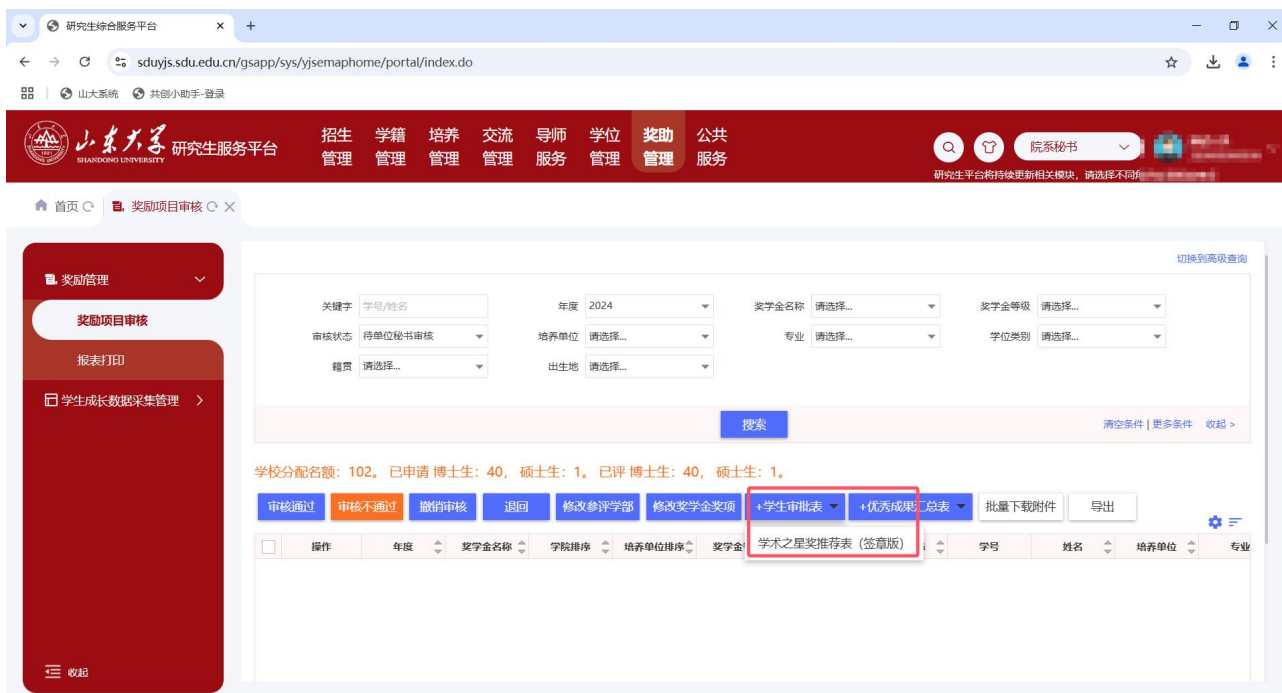 研究生综合服务平台
sduyjs.sdu.edu.cn/gsapp/sys/yjsemaphome/portal/index.do
山大系统 共创小助手-登录
山东大学 SHANDONG UNIVERSITY 研究生服务平台 招生管理 学籍管理 培养管理 交流管理 导师服务 学位管理 奖助管理 公共服务 院系秘书
研究生平台将持续更新相关模块，请选择不同
首页 奖励项目审核
切换到高级查询
奖励管理
奖励项目审核
报表打印
学生成长数据采集管理
收起
关键字 学号/姓名 年度 2024 奖学金名称 请选择... 奖学金等级 请选择...
审核状态 待单位秘书审核 培养单位 请选择... 专业 请选择... 学位类别 请选择...
籍贯 请选择... 出生地 请选择...
搜索 清空条件 | 更多条件 收起 >
学校分配名额：102。 已申请 博士生：40， 硕士生：1。 已评 博士生：40， 硕士生：1。
审核通过 审核不通过 撤销审核 退回 修改参评学部 修改奖学金奖项 +学生审批表 +优秀成果汇总表 批量下载附件 导出
学术之星奖推荐表（签章版）
操作 年度 奖学金名称 学院排序 培养单位排序 奖学金 学号 姓名 培养单位 专业